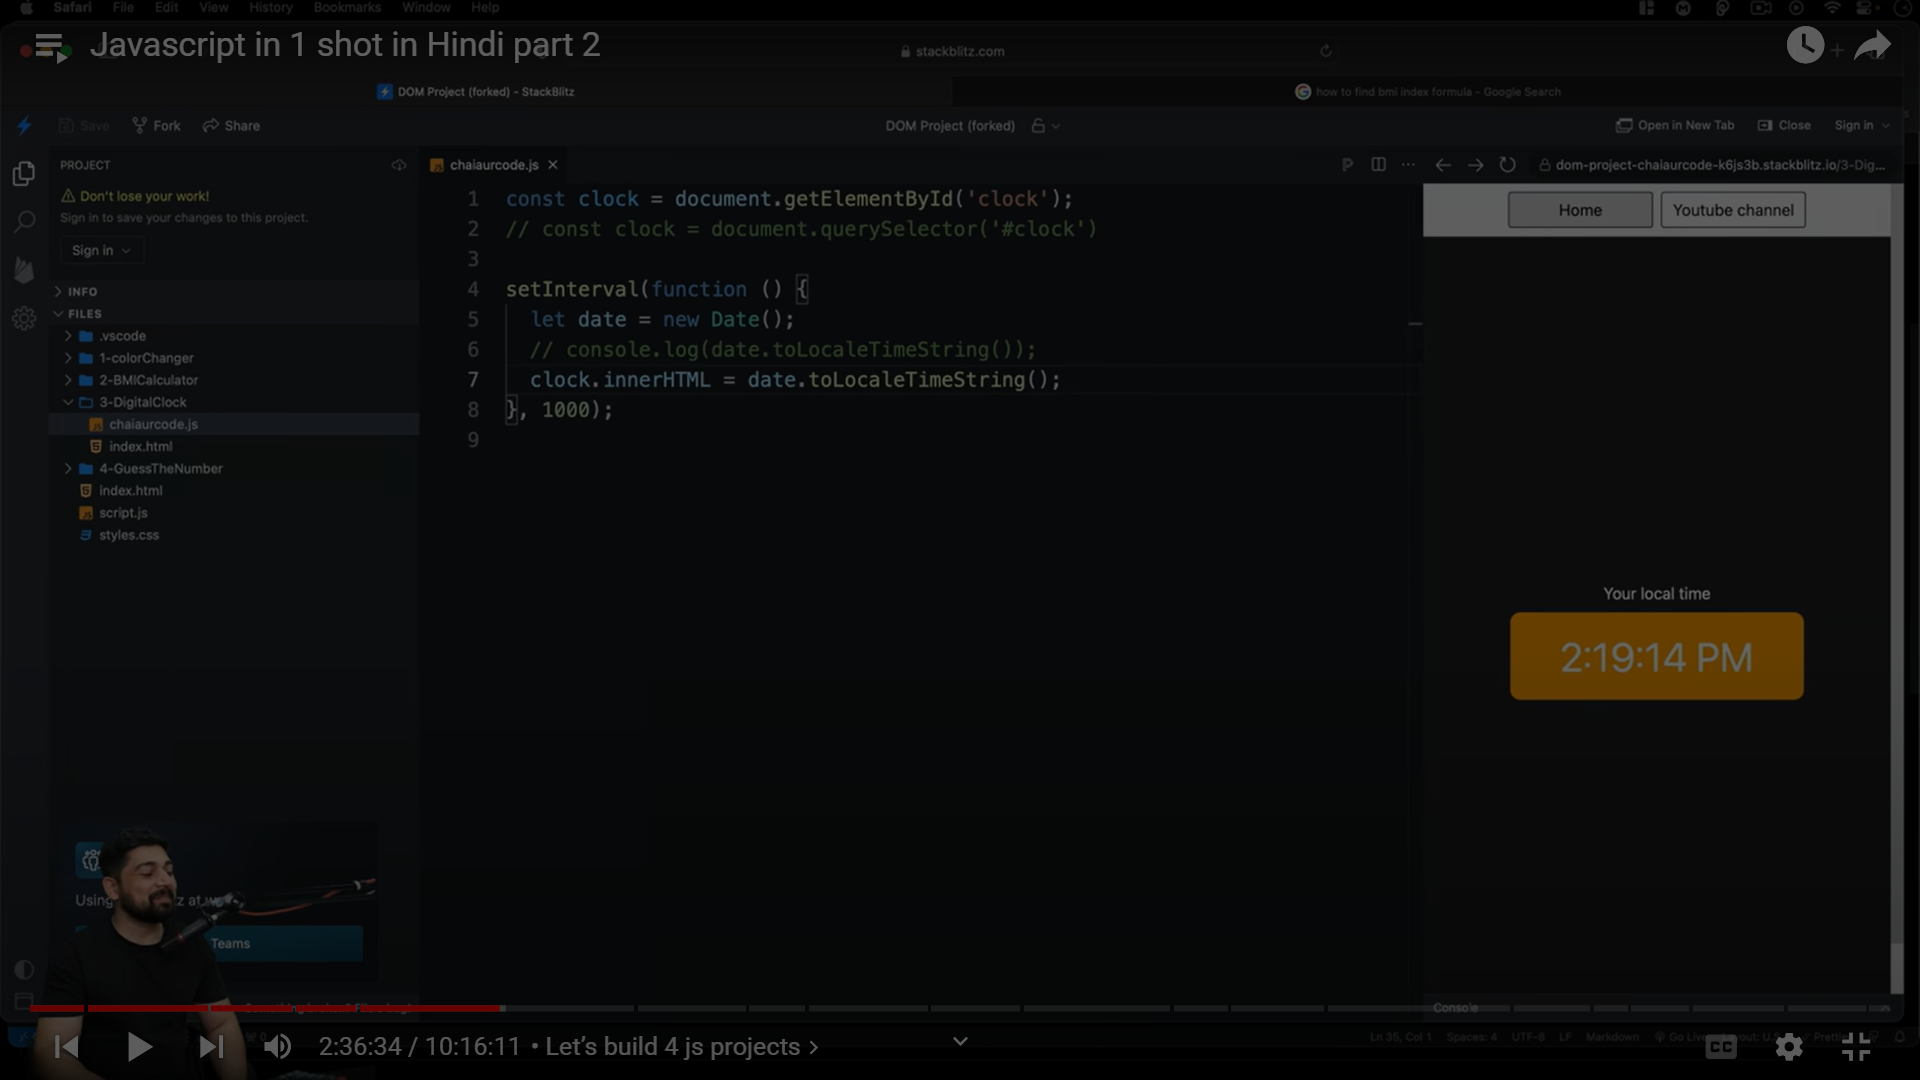 Safari File Edit View History Bookmarks Window Help
Javascript in 1 shot in Hindi part 2
stackblitz.com
DOM Project (forked) - StackBlitz
how to find bmi index formula - Google Search
Save Fork Share
DOM Project (forked)
Open in New Tab Close Sign in
PROJECT
Don't lose your work!
Sign in to save your changes to this project.
Sign in
INFO
FILES
.vscode
1-colorChanger
2-BMICalculator
3-DigitalClock
chaiaurcode.js
index.html
4-GuessTheNumber
index.html
script.js
styles.css
chaiaurcode.js
1 const clock = document.getElementById('clock');
2 // const clock = document.querySelector('#clock')
3
4 setInterval(function () {
5 let date = new Date();
6 // console.log(date.toLocaleTimeString());
7 clock.innerHTML = date.toLocaleTimeString();
8 }, 1000);
9
dom-project-chaiaurcode-k6js3b.stackblitz.io/3-Dig...
Home Youtube channel
Your local time
2:19:14 PM
Using
z at
Teams
Console
2:36:34 / 10:16:11 • Let's build 4 js projects
CC
Ln 35, Col 1 Spaces: 4 UTF-8 LF Markdown Go Live